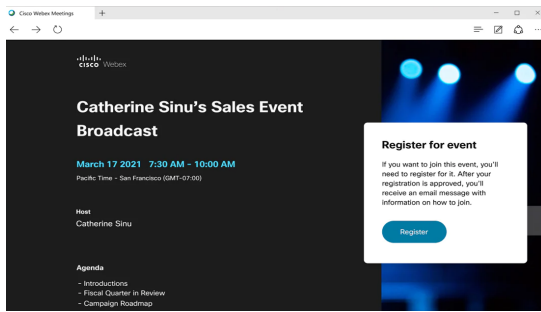 Cisco Webex Meetings
cisco Webex
Catherine Sinu's Sales Event
Broadcast
March 17 2021 7:30 AM - 10:00 AM
Pacific Time - San Francisco (GMT-07:00)
Host
Catherine Sinu
Agenda
- Introductions
- Fiscal Quarter in Review
- Campaign Roadmap
Register for event
If you want to join this event, you'll
need to register for it. After your
registration is approved, you'll
receive an email message with
information on how to join.
Register